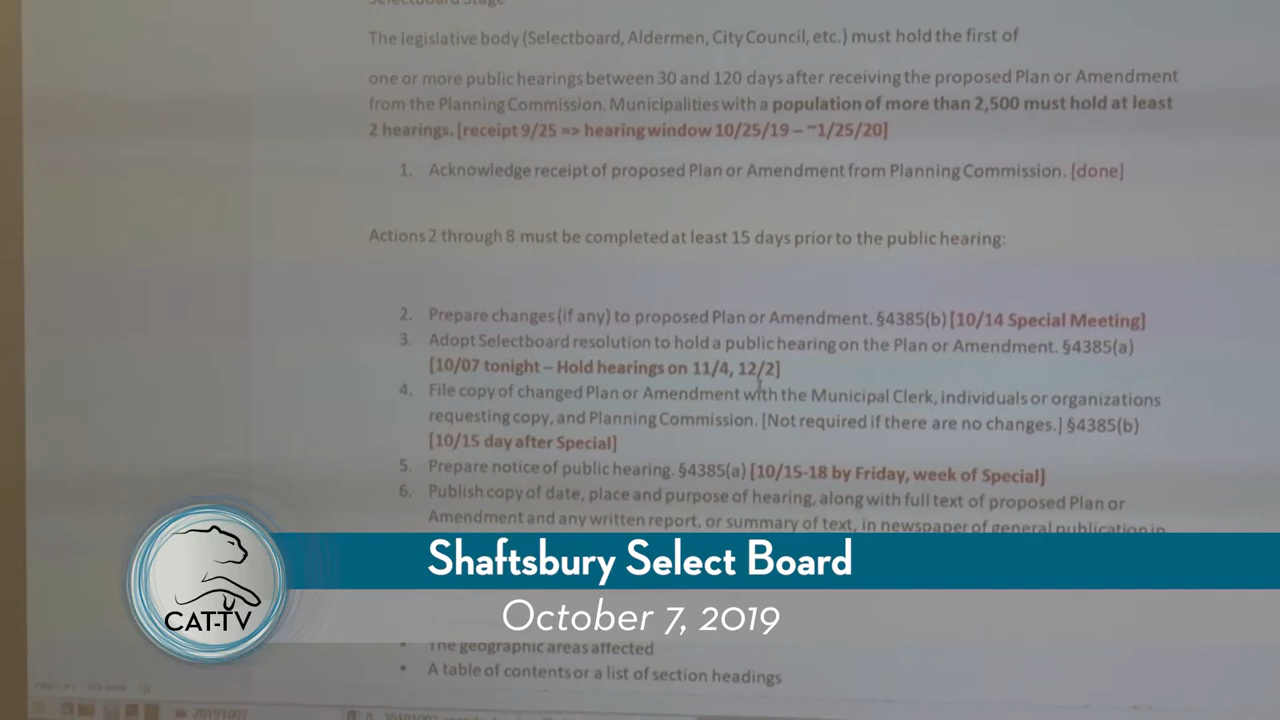 Selectboard Stage
The legislative body (Selectboard, Aldermen, City Council, etc.) must hold the first of
one or more public hearings between 30 and 120 days after receiving the proposed Plan or Amendment
from the Planning Commission. Municipalities with a population of more than 2,500 must hold at least
2 hearings. [receipt 9/25 => hearing window 10/25/19 – ~1/25/20]
1. Acknowledge receipt of proposed Plan or Amendment from Planning Commission. [done]
Actions 2 through 8 must be completed at least 15 days prior to the public hearing:
2. Prepare changes (if any) to proposed Plan or Amendment. §4385(b) [10/14 Special Meeting]
3. Adopt Selectboard resolution to hold a public hearing on the Plan or Amendment. §4385(a)
[10/07 tonight – Hold hearings on 11/4, 12/2]
4. File copy of changed Plan or Amendment with the Municipal Clerk, individuals or organizations
requesting copy, and Planning Commission. [Not required if there are no changes.] §4385(b)
[10/15 day after Special]
5. Prepare notice of public hearing. §4385(a) [10/15-18 by Friday, week of Special]
6. Publish copy of date, place and purpose of hearing, along with full text of proposed Plan or
Amendment and any written report, or summary of text, in newspaper of general publication in
Shaftsbury Select Board
October 7, 2019
CAT-TV
• The geographic areas affected
• A table of contents or a list of section headings
20191007